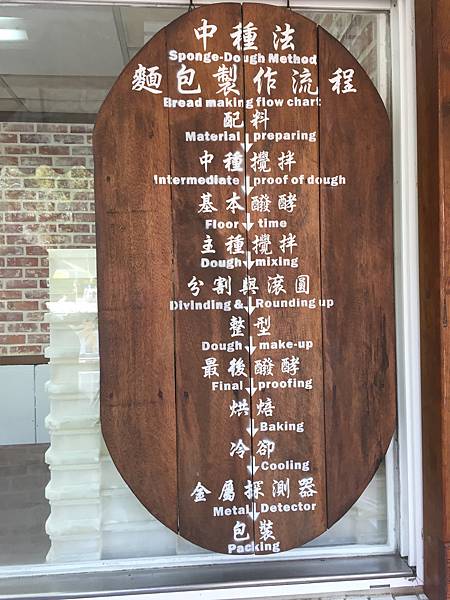 中種法
Sponge-Dough Method
麵包製作流程
Bread making flow chart
配料
Material preparing
中種攪拌
Intermediate proof of dough
基本醱酵
Floor time
主種攪拌
Dough mixing
分割與滾圓
Divinding & Rounding up
整型
Dough make-up
最後醱酵
Final proofing
烘焙
Baking
冷卻
Cooling
金屬探測器
Metal Detector
包裝
Packing